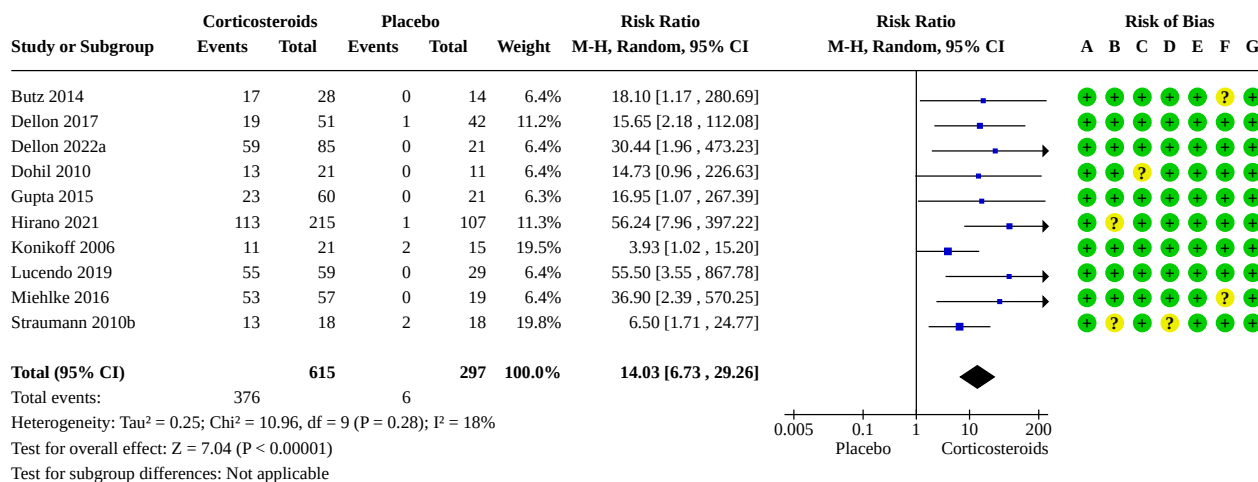 Corticosteroids Placebo Risk Ratio Risk Ratio Risk of Bias
Study or Subgroup Events Total Events Total Weight M-H, Random, 95% CI M-H, Random, 95% CI A B C D E F G
Butz 2014 17 28 0 14 6.4% 18.10 [1.17 , 280.69] + + + + + ? +
Dellon 2017 19 51 1 42 11.2% 15.65 [2.18 , 112.08] + + + + + + +
Dellon 2022a 59 85 0 21 6.4% 30.44 [1.96 , 473.23] + + + + + + +
Dohil 2010 13 21 0 11 6.4% 14.73 [0.96 , 226.63] + + ? + + + +
Gupta 2015 23 60 0 21 6.3% 16.95 [1.07 , 267.39] + + + + + + +
Hirano 2021 113 215 1 107 11.3% 56.24 [7.96 , 397.22] + ? + + + + +
Konikoff 2006 11 21 2 15 19.5% 3.93 [1.02 , 15.20] + + + + + + +
Lucendo 2019 55 59 0 29 6.4% 55.50 [3.55 , 867.78] + + + + + + +
Miehlke 2016 53 57 0 19 6.4% 36.90 [2.39 , 570.25] + + + + + ? +
Straumann 2010b 13 18 2 18 19.8% 6.50 [1.71 , 24.77] + ? + ? + + +
Total (95% CI) 615 297 100.0% 14.03 [6.73 , 29.26]
Total events: 376 6
Heterogeneity: Tau² = 0.25; Chi² = 10.96, df = 9 (P = 0.28); I² = 18%
0.005 0.1 1 10 200
Test for overall effect: Z = 7.04 (P < 0.00001)
Placebo Corticosteroids
Test for subgroup differences: Not applicable